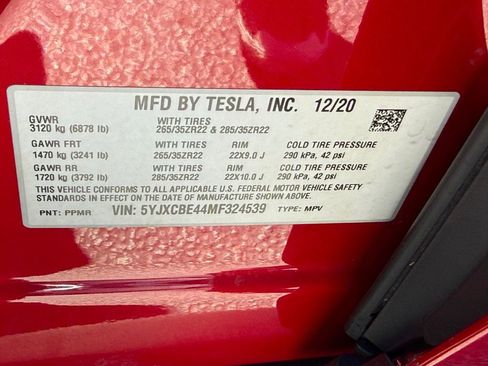 MFD BY TESLA, INC. 12/20
GVWR WITH TIRES
3120 kg (6878 lb) 265/35ZR22 & 285/35ZR22
GAWR FRT WITH TIRES RIM COLD TIRE PRESSURE
1470 kg (3241 lb) 265/35ZR22 22X9.0 J 290 kPa, 42 psi
GAWR RR WITH TIRES RIM COLD TIRE PRESSURE
1720 kg (3792 lb) 285/35ZR22 22X10.0 J 290 kPa, 42 psi
THIS VEHICLE CONFORMS TO ALL APPLICABLE U.S. FEDERAL MOTOR VEHICLE SAFETY
STANDARDS IN EFFECT ON THE DATE OF MANUFACTURE SHOWN ABOVE.
PNT: PPMR VIN: 5YJXCBE44MF324539 TYPE: MPV